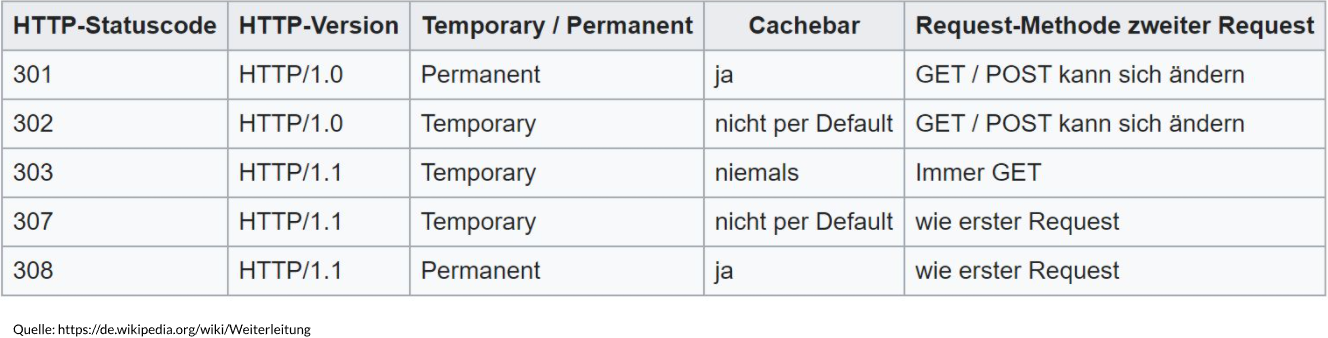 HTTP-Statuscode HTTP-Version Temporary / Permanent Cachebar Request-Methode zweiter Request
301 HTTP/1.0 Permanent ja GET / POST kann sich ändern
302 HTTP/1.0 Temporary nicht per Default GET / POST kann sich ändern
303 HTTP/1.1 Temporary niemals Immer GET
307 HTTP/1.1 Temporary nicht per Default wie erster Request
308 HTTP/1.1 Permanent ja wie erster Request
Quelle: https://de.wikipedia.org/wiki/Weiterleitung